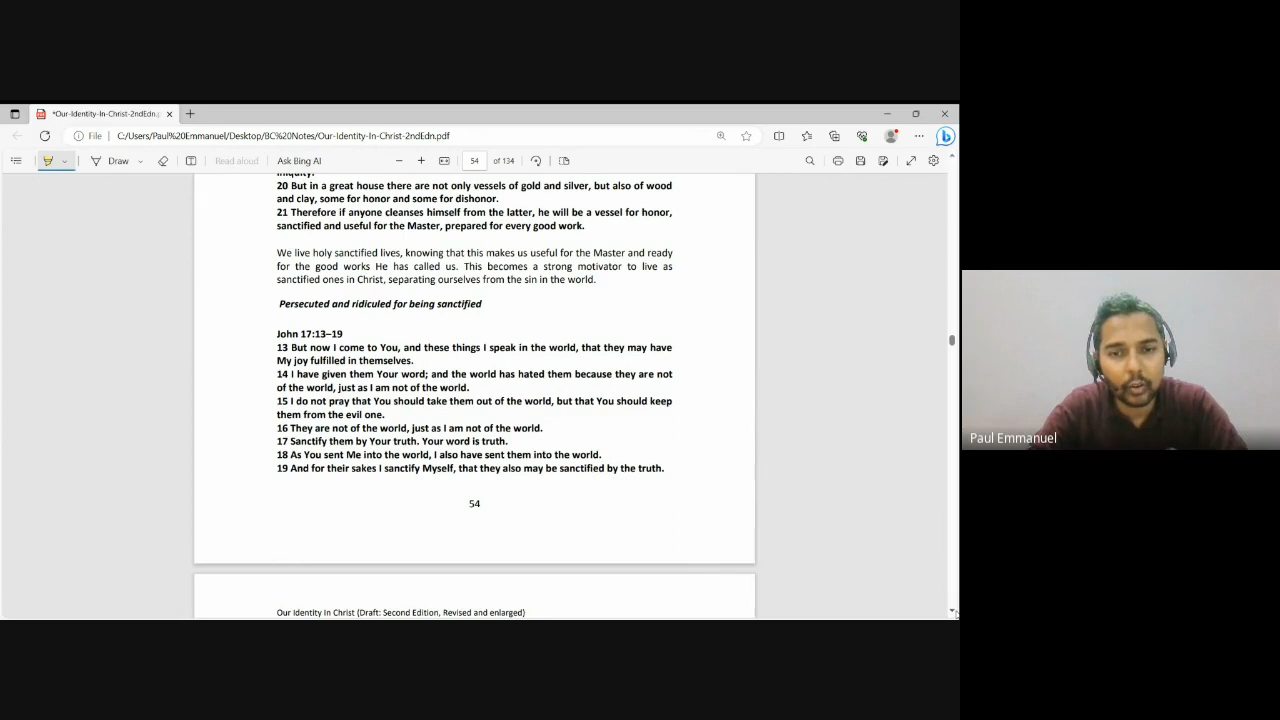 *Our-Identity-In-Christ-2ndEdn.p
File C:/Users/Paul%20Emmanuel/Desktop/BC%20Notes/Our-Identity-In-Christ-2ndEdn.pdf
Draw Read aloud Ask Bing AI 54 of 134
iniquity.
20 But in a great house there are not only vessels of gold and silver, but also of wood
and clay, some for honor and some for dishonor.
21 Therefore if anyone cleanses himself from the latter, he will be a vessel for honor,
sanctified and useful for the Master, prepared for every good work.
We live holy sanctified lives, knowing that this makes us useful for the Master and ready
for the good works He has called us. This becomes a strong motivator to live as
sanctified ones in Christ, separating ourselves from the sin in the world.
Persecuted and ridiculed for being sanctified
John 17:13–19
13 But now I come to You, and these things I speak in the world, that they may have
My joy fulfilled in themselves.
14 I have given them Your word; and the world has hated them because they are not
of the world, just as I am not of the world.
15 I do not pray that You should take them out of the world, but that You should keep
them from the evil one.
16 They are not of the world, just as I am not of the world.
17 Sanctify them by Your truth. Your word is truth.
18 As You sent Me into the world, I also have sent them into the world.
19 And for their sakes I sanctify Myself, that they also may be sanctified by the truth.
54
Our Identity In Christ (Draft: Second Edition, Revised and enlarged)
Paul Emmanuel